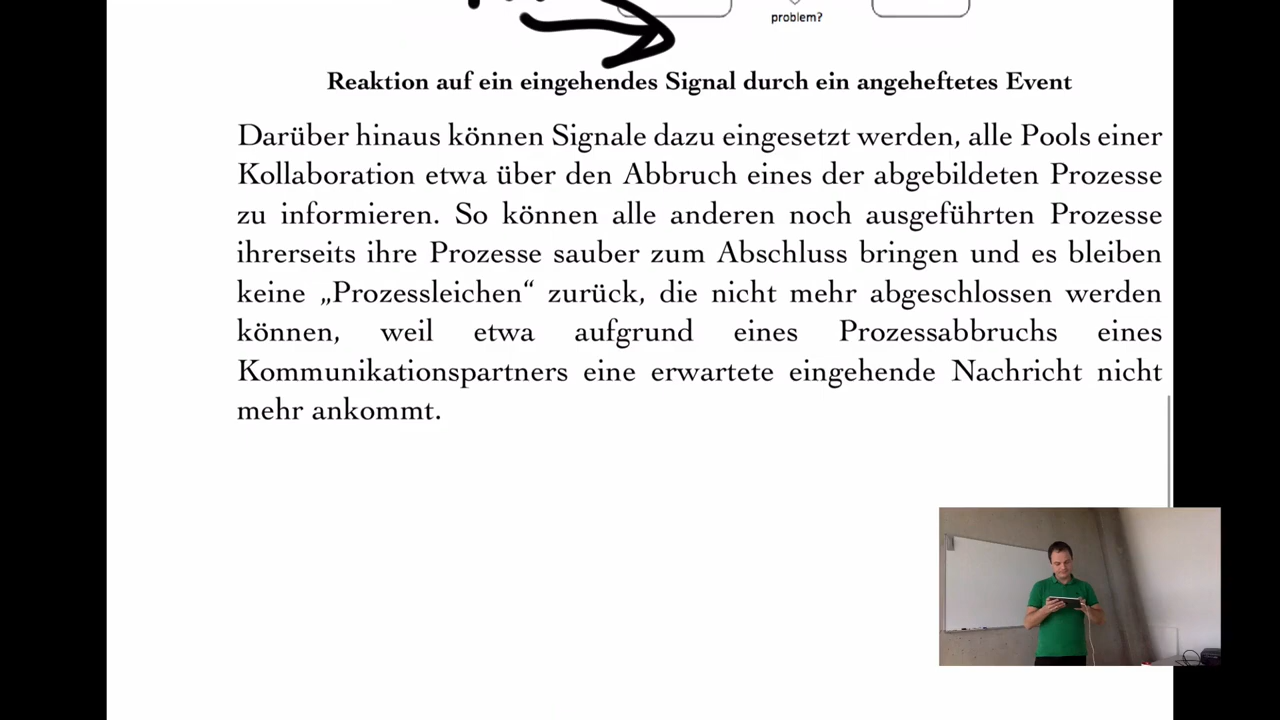 problem?
Reaktion auf ein eingehendes Signal durch ein angeheftetes Event
Darüber hinaus können Signale dazu eingesetzt werden, alle Pools einer
Kollaboration etwa über den Abbruch eines der abgebildeten Prozesse
zu informieren. So können alle anderen noch ausgeführten Prozesse
ihrerseits ihre Prozesse sauber zum Abschluss bringen und es bleiben
keine „Prozessleichen“ zurück, die nicht mehr abgeschlossen werden
können, weil etwa aufgrund eines Prozessabbruchs eines
Kommunikationspartners eine erwartete eingehende Nachricht nicht
mehr ankommt.